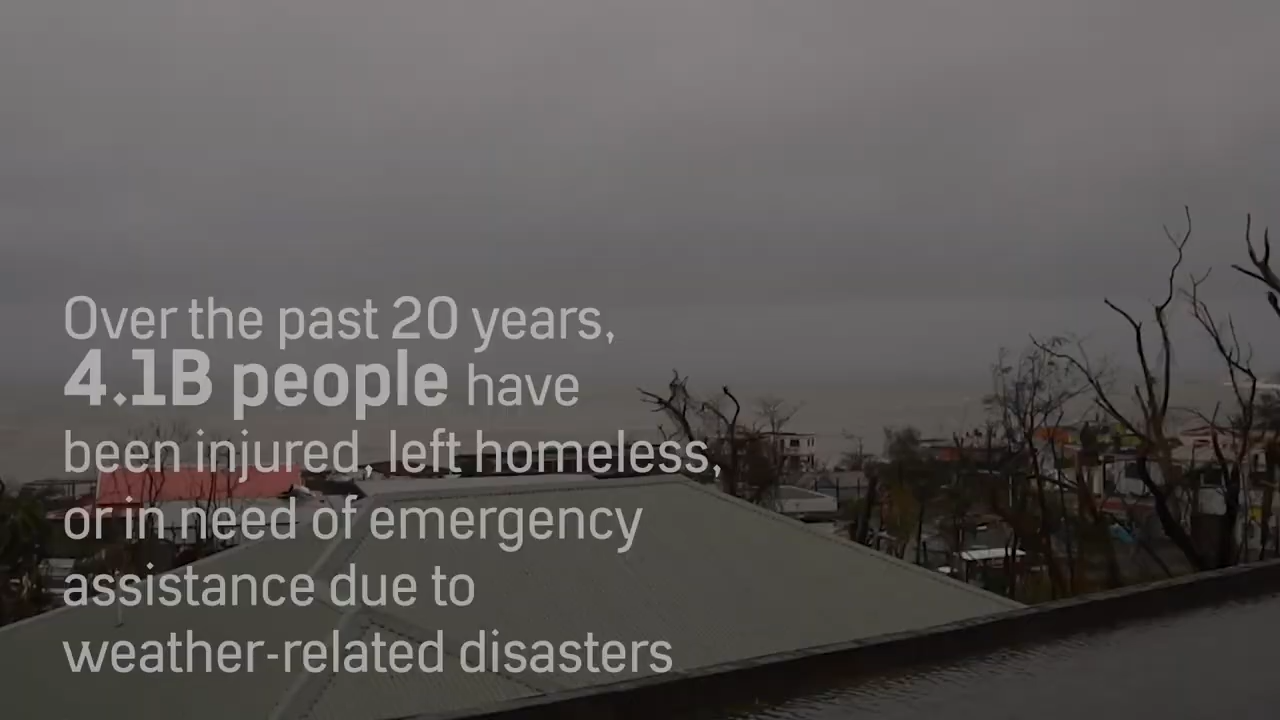 Over the past 20 years,
4.1B people have
been injured, left homeless,
or in need of emergency
assistance due to
weather-related disasters